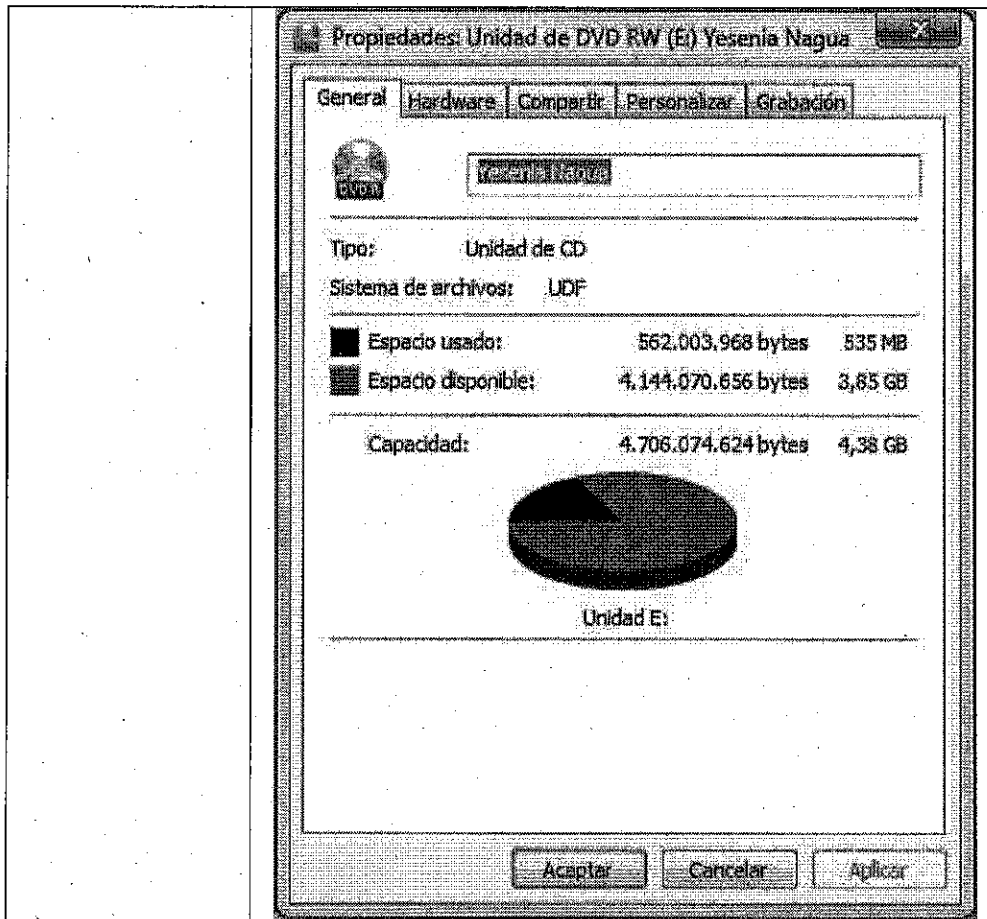 Propiedades: Unidad de DVD RW (E:) Yesenia Nagua
General Hardware Compartir Personalizar Grabación
DVD R
Yesenia Nagua
Tipo: Unidad de CD
Sistema de archivos: UDF
Espacio usado: 562.003.968 bytes 535 MB
Espacio disponible: 4.144.070.656 bytes 3,85 GB
Capacidad: 4.706.074.624 bytes 4,38 GB
Unidad E:
Aceptar Cancelar Aplicar